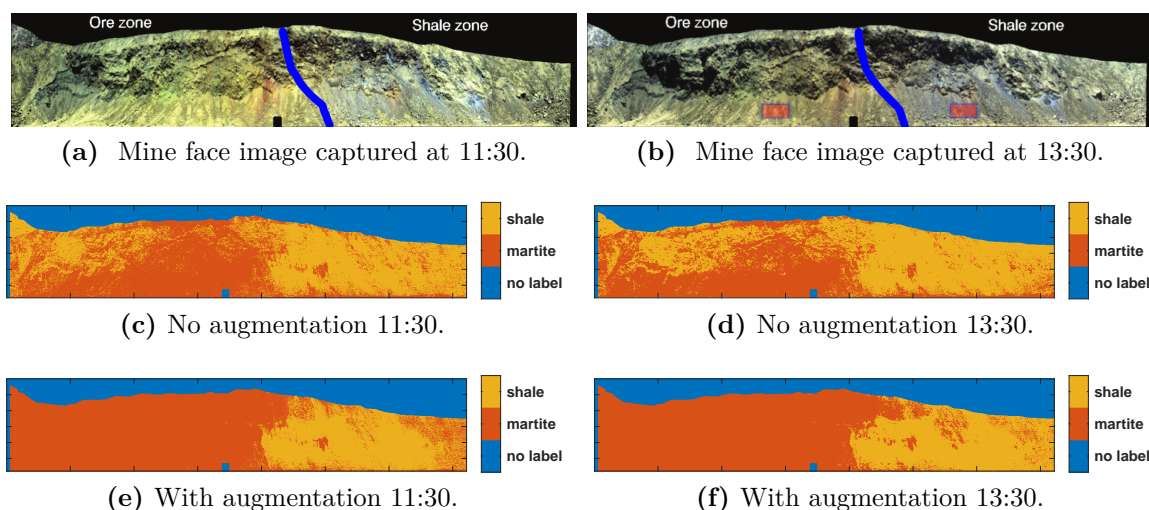 Ore zone
Shale zone
Ore zone
Shale zone
(a) Mine face image captured at 11:30.
(b) Mine face image captured at 13:30.
shale
martite
no label
shale
martite
no label
(c) No augmentation 11:30.
(d) No augmentation 13:30.
shale
martite
no label
shale
martite
no label
(e) With augmentation 11:30.
(f) With augmentation 13:30.